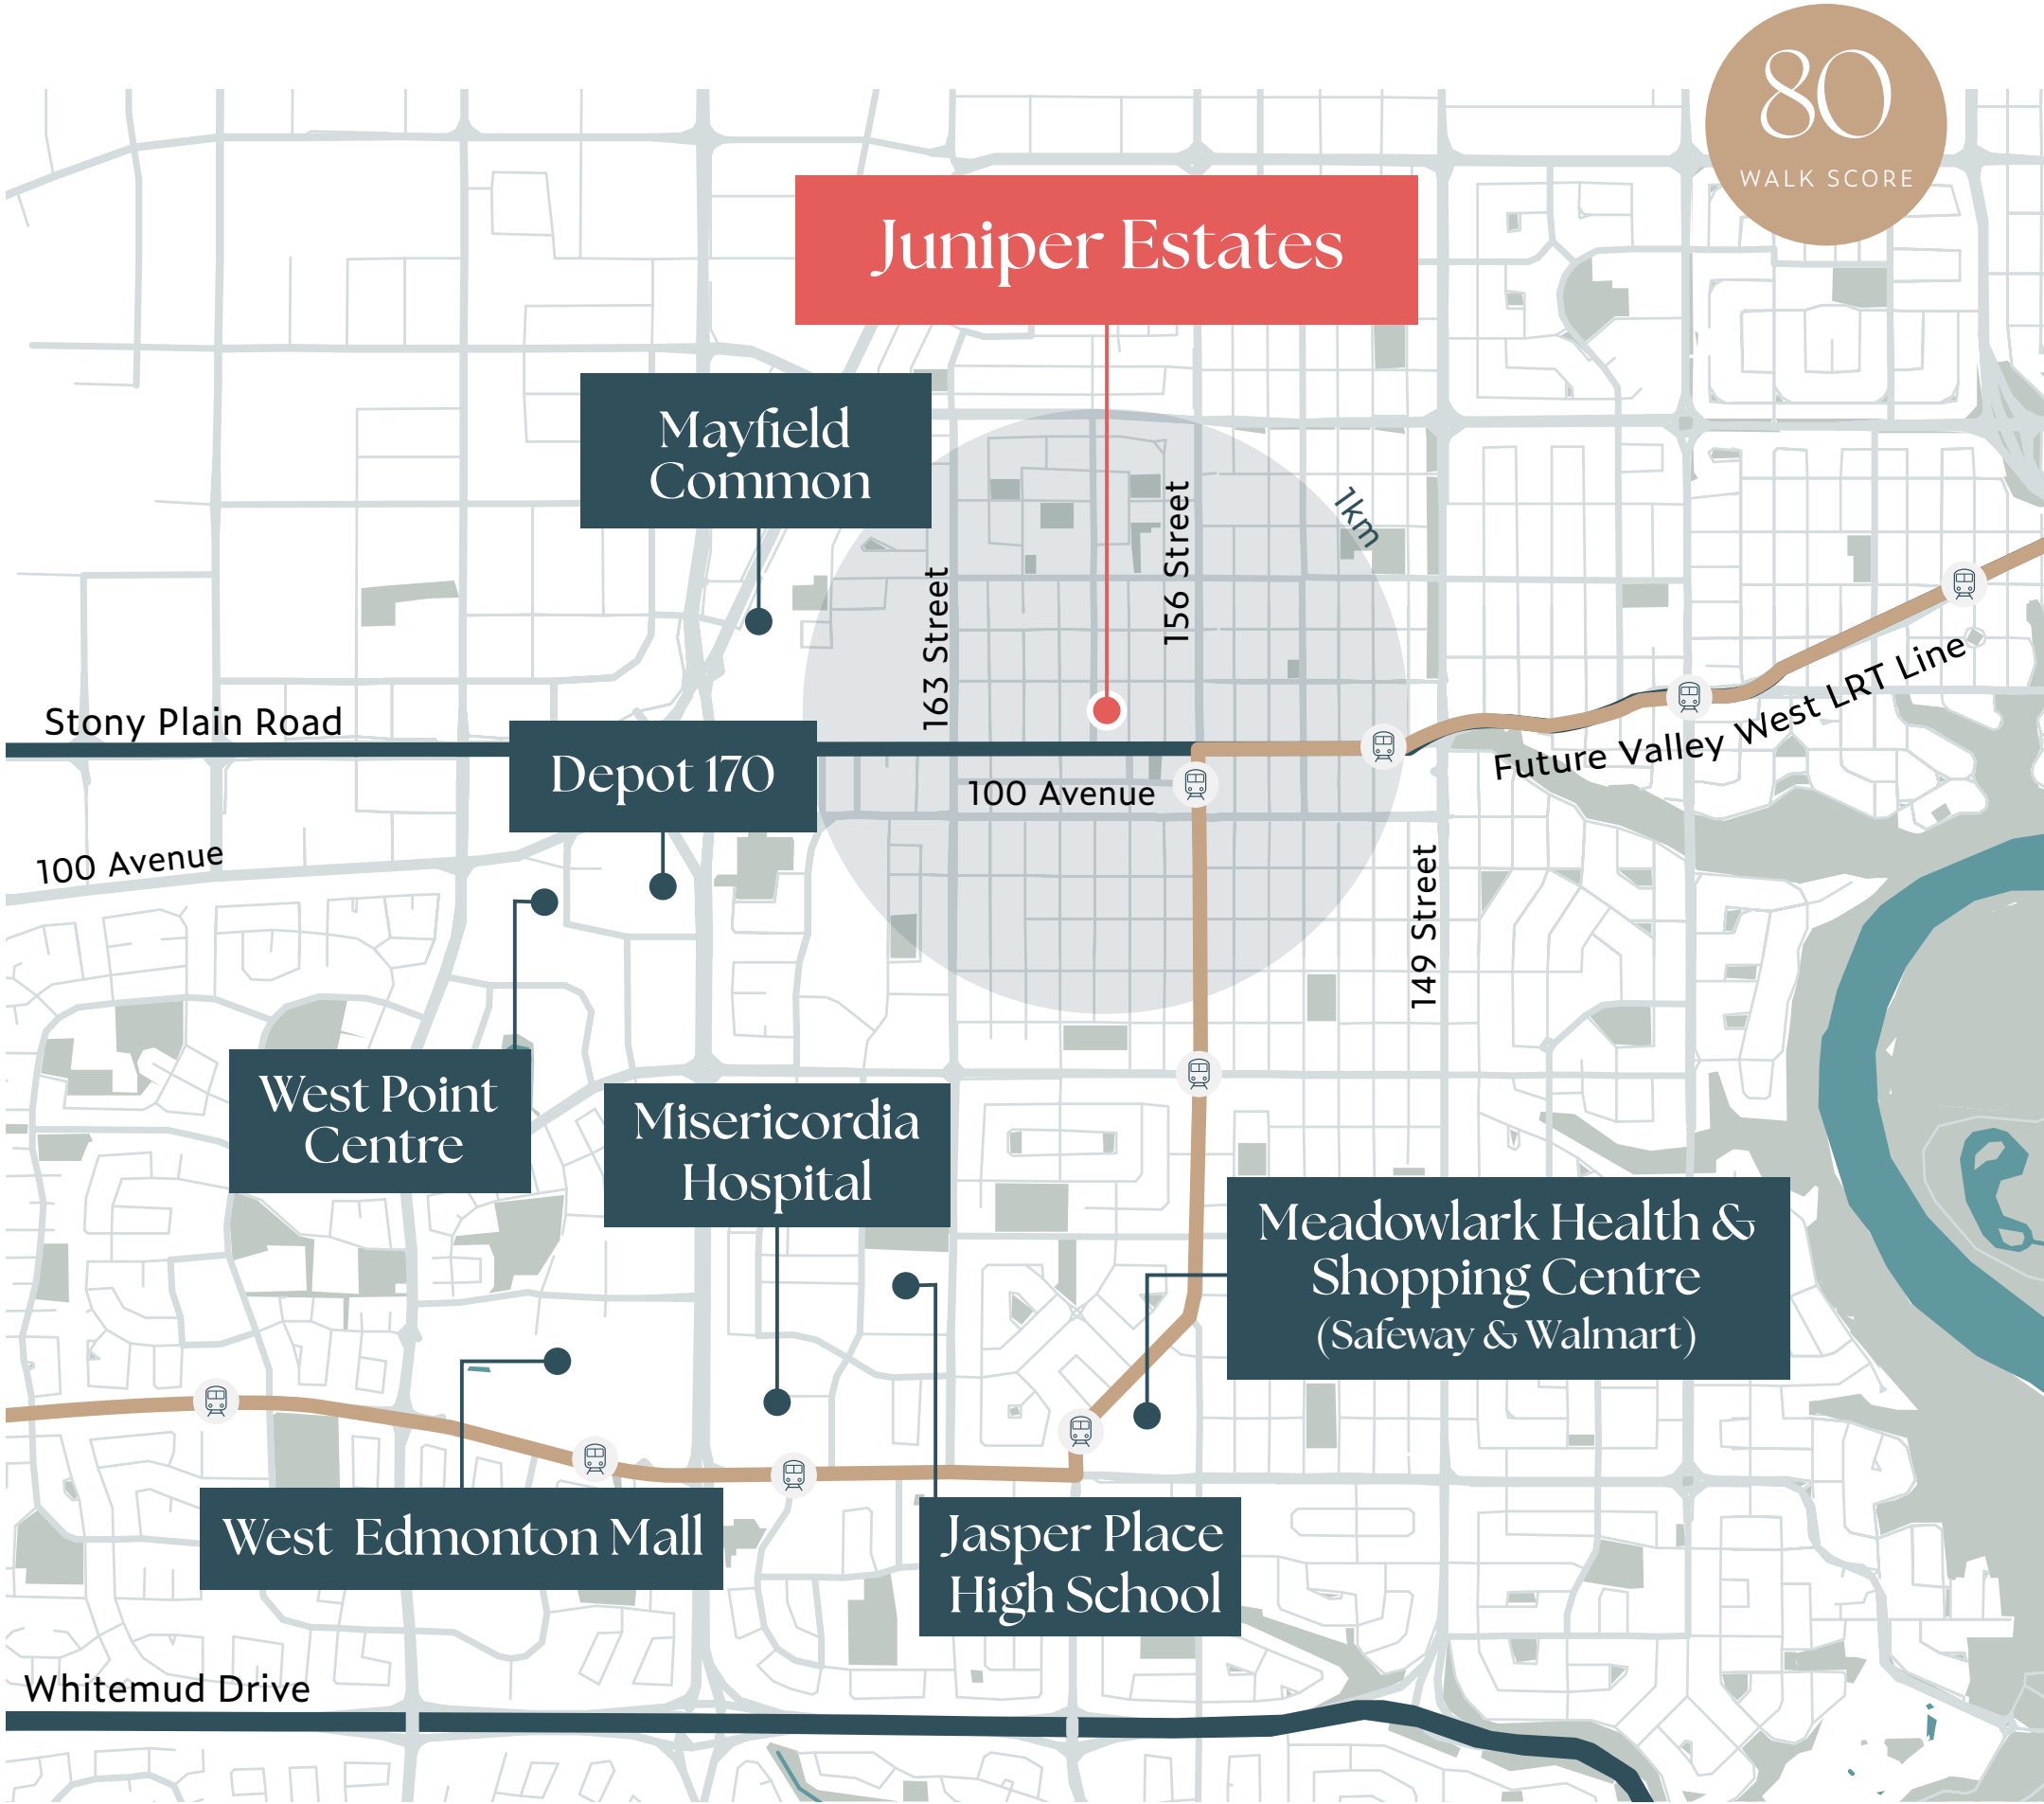 80
WALK SCORE
Juniper Estates
Mayfield
Common
1km
156 Street
163 Street
Stony Plain Road
Future Valley West LRT Line
Depot 170
100 Avenue
100 Avenue
149 Street
West Point
Centre
Misericordia
Hospital
Meadowlark Health &
Shopping Centre
(Safeway & Walmart)
West Edmonton Mall
Jasper Place
High School
Whitemud Drive